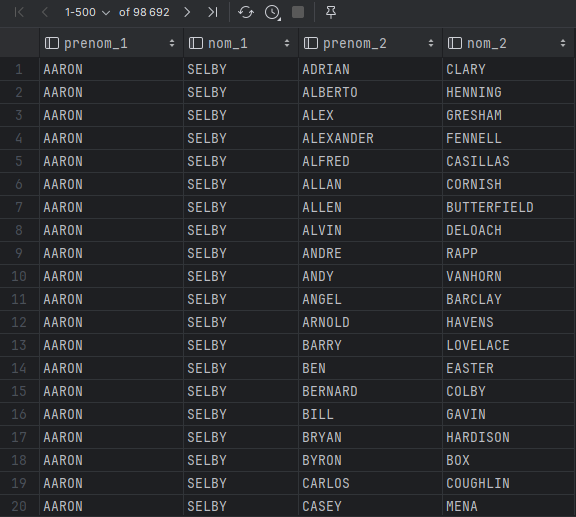 1-500 of 98 692
prenom_1 nom_1 prenom_2 nom_2
1 AARON SELBY ADRIAN CLARY
2 AARON SELBY ALBERTO HENNING
3 AARON SELBY ALEX GRESHAM
4 AARON SELBY ALEXANDER FENNELL
5 AARON SELBY ALFRED CASILLAS
6 AARON SELBY ALLAN CORNISH
7 AARON SELBY ALLEN BUTTERFIELD
8 AARON SELBY ALVIN DELOACH
9 AARON SELBY ANDRE RAPP
10 AARON SELBY ANDY VANHORN
11 AARON SELBY ANGEL BARCLAY
12 AARON SELBY ARNOLD HAVENS
13 AARON SELBY BARRY LOVELACE
14 AARON SELBY BEN EASTER
15 AARON SELBY BERNARD COLBY
16 AARON SELBY BILL GAVIN
17 AARON SELBY BRYAN HARDISON
18 AARON SELBY BYRON BOX
19 AARON SELBY CARLOS COUGHLIN
20 AARON SELBY CASEY MENA